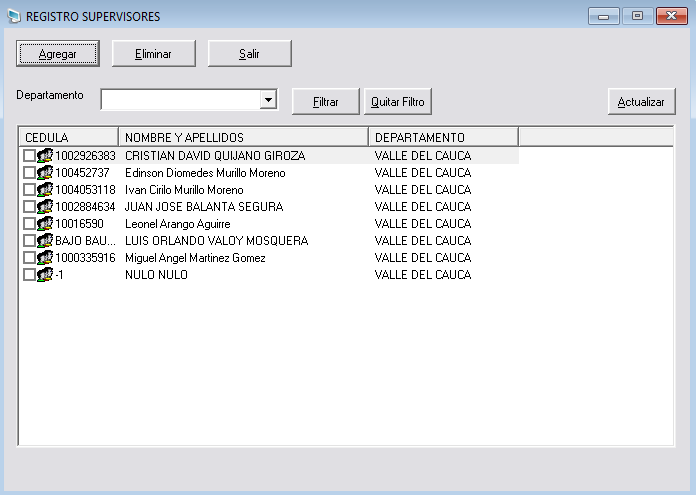 REGISTRO SUPERVISORES
Agregar Eliminar Salir
Departamento Filtrar Quitar Filtro Actualizar
CEDULA NOMBRE Y APELLIDOS DEPARTAMENTO
1002926383 CRISTIAN DAVID QUIJANO GIROZA VALLE DEL CAUCA
100452737 Edinson Diomedes Murillo Moreno VALLE DEL CAUCA
1004053118 Ivan Cirilo Murillo Moreno VALLE DEL CAUCA
1002884634 JUAN JOSE BALANTA SEGURA VALLE DEL CAUCA
10016590 Leonel Arango Aguirre VALLE DEL CAUCA
BAJO BAU... LUIS ORLANDO VALOY MOSQUERA VALLE DEL CAUCA
1000335916 Miguel Angel Martinez Gomez VALLE DEL CAUCA
-1 NULO NULO VALLE DEL CAUCA